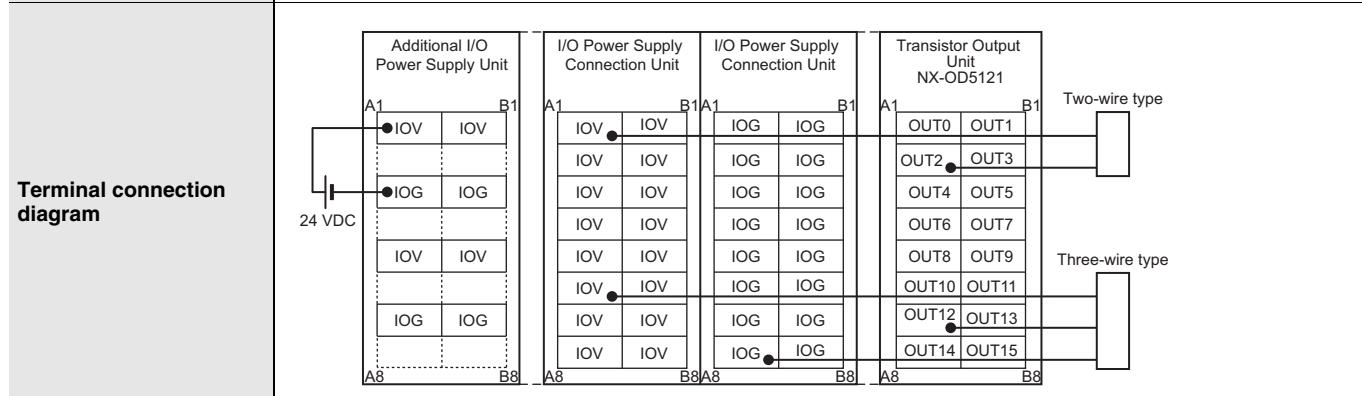 Terminal connection
diagram
Additional I/O
Power Supply Unit
I/O Power Supply
Connection Unit
I/O Power Supply
Connection Unit
Transistor Output
Unit
NX-OD5121
Two-wire type
A1 B1 A1 B1 A1 B1 A1 B1
IOV IOV IOV IOV IOG IOG OUT0 OUT1
IOV IOV IOG IOG OUT2 OUT3
24 VDC
IOG IOG IOV IOV IOG IOG OUT4 OUT5
IOV IOV IOG IOG OUT6 OUT7
IOV IOV IOV IOV IOG IOG OUT8 OUT9
Three-wire type
IOV IOV IOG IOG OUT10 OUT11
IOG IOG IOV IOV IOG IOG OUT12 OUT13
IOV IOV IOG IOG OUT14 OUT15
A8 B8 A8 B8 A8 B8 A8 B8